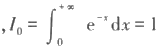 ,I₀ = ∫₀^{+∞} e^{-x} dx = 1